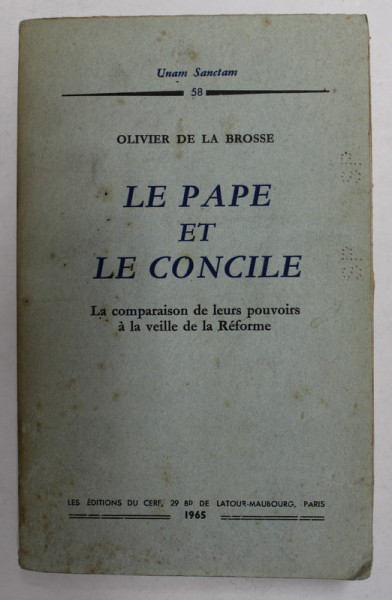 Unam Sanctam
58
OLIVIER DE LA BROSSE
LE PAPE
ET
LE CONCILE
La comparaison de leurs pouvoirs
à la veille de la Réforme
LES ÉDITIONS DU CERF, 29 BD DE LATOUR-MAUBOURG, PARIS
1965